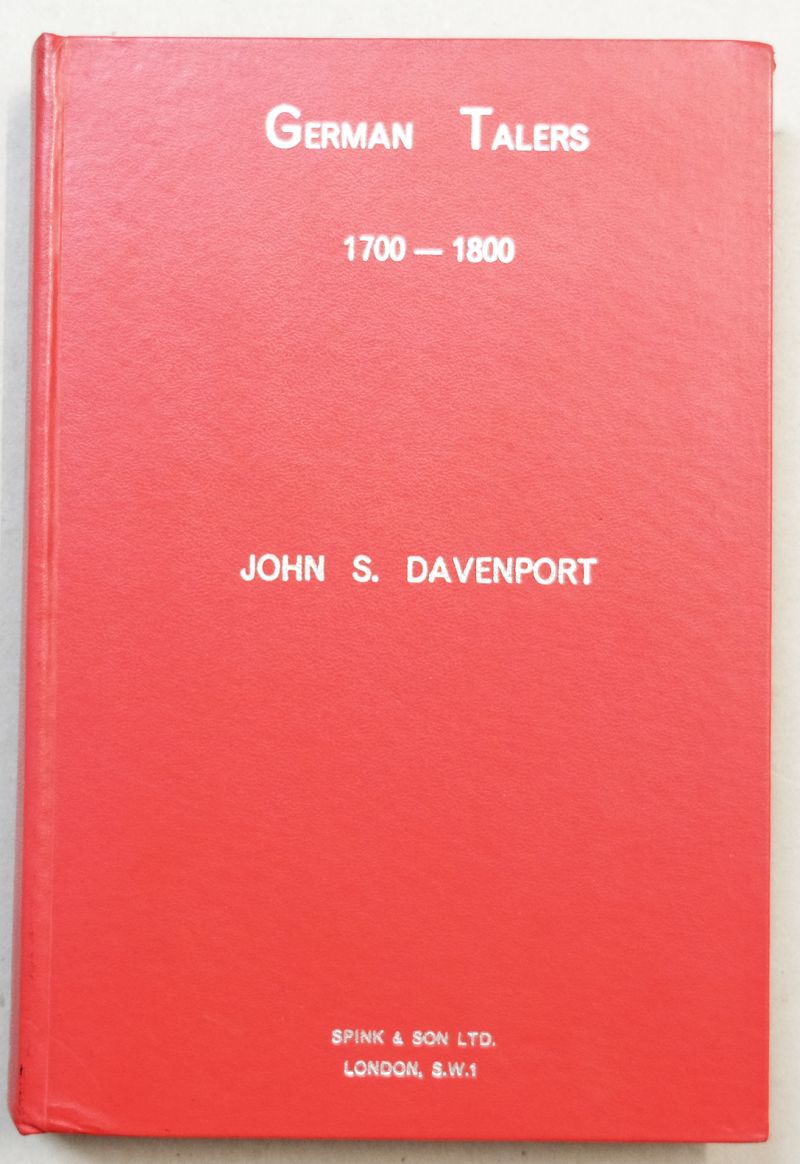 GERMAN TALERS
1700 — 1800
JOHN S. DAVENPORT
SPINK & SON LTD.
LONDON, S.W.1